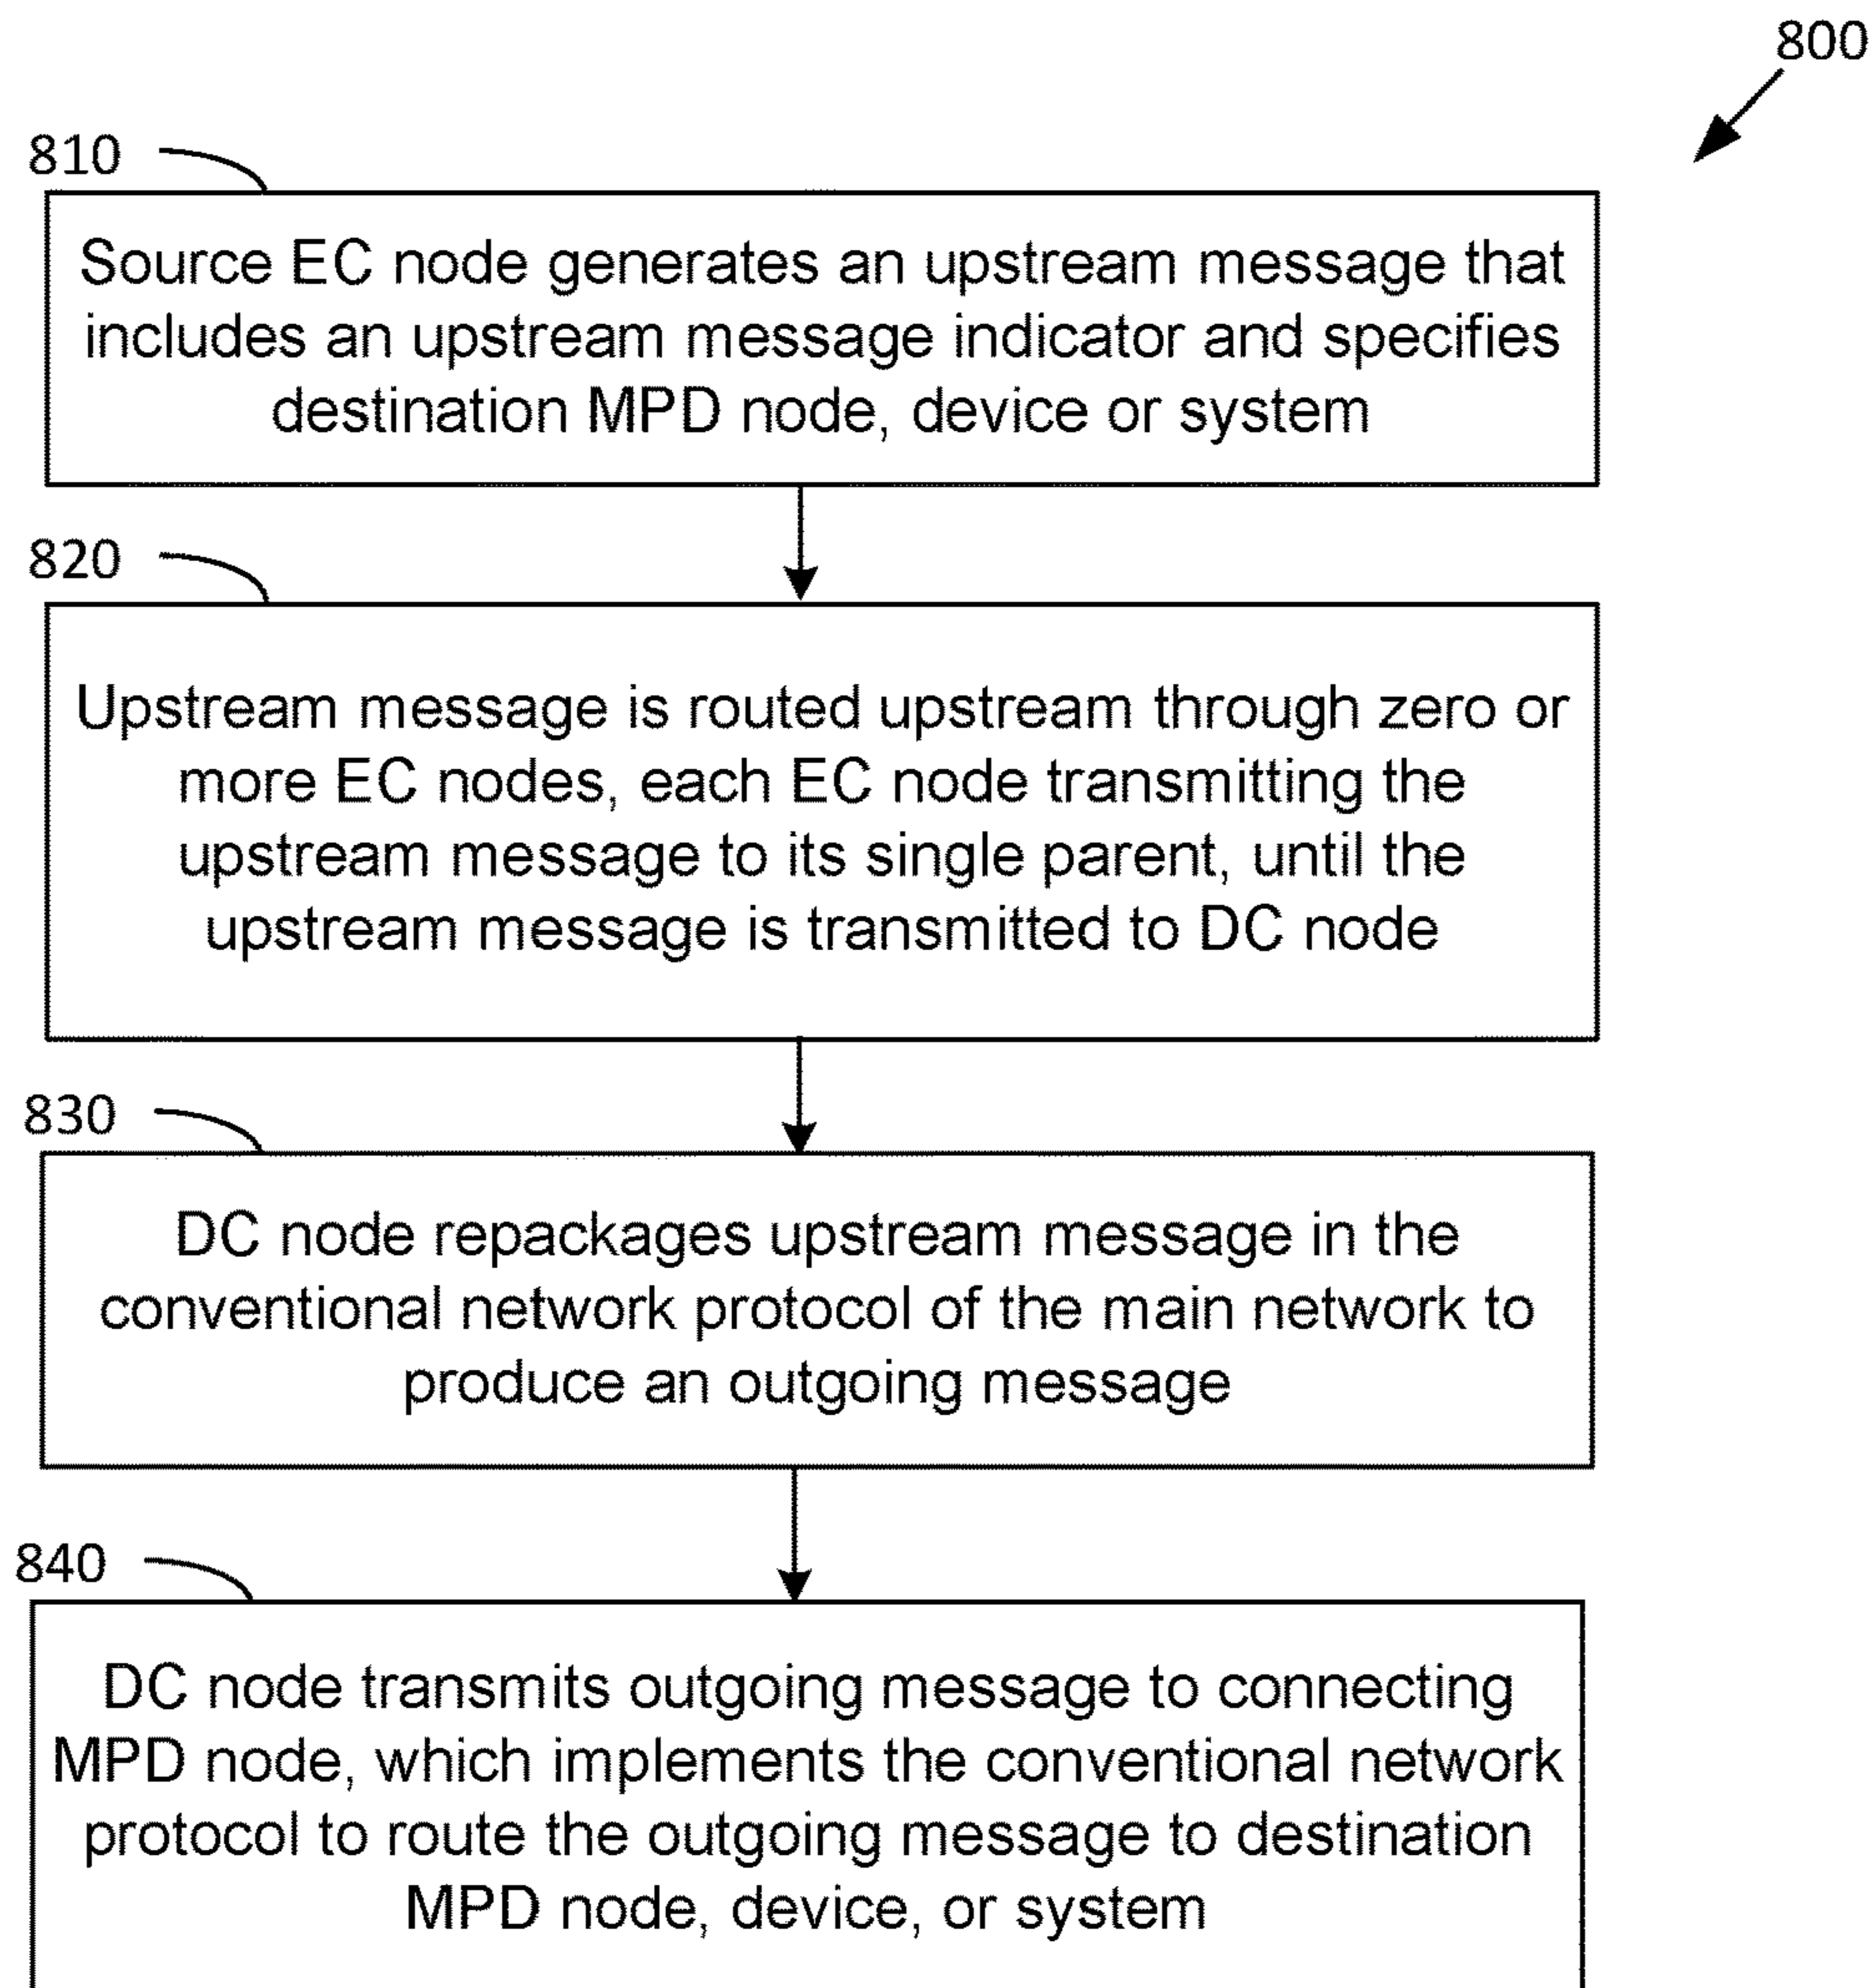 800
810
Source EC node generates an upstream message that
includes an upstream message indicator and specifies
destination MPD node, device or system
820
Upstream message is routed upstream through zero or
more EC nodes, each EC node transmitting the
upstream message to its single parent, until the
upstream message is transmitted to DC node
830
DC node repackages upstream message in the
conventional network protocol of the main network to
produce an outgoing message
840
DC node transmits outgoing message to connecting
MPD node, which implements the conventional network
protocol to route the outgoing message to destination
MPD node, device, or system